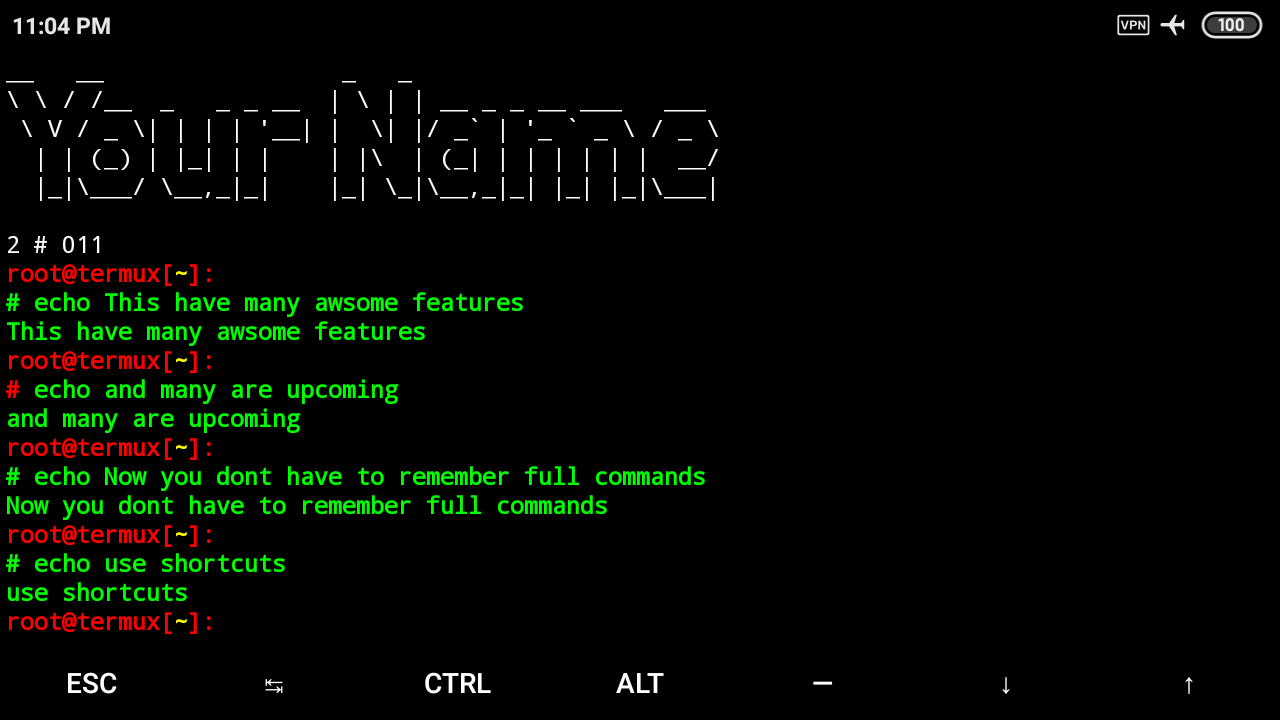 11:04 PM VPN 100
Your Name
2 # 011
root@termux[~]:
# echo This have many awsome features
This have many awsome features
root@termux[~]:
# echo and many are upcoming
and many are upcoming
root@termux[~]:
# echo Now you dont have to remember full commands
Now you dont have to remember full commands
root@termux[~]:
# echo use shortcuts
use shortcuts
root@termux[~]:
ESC ↹ CTRL ALT — ↓ ↑